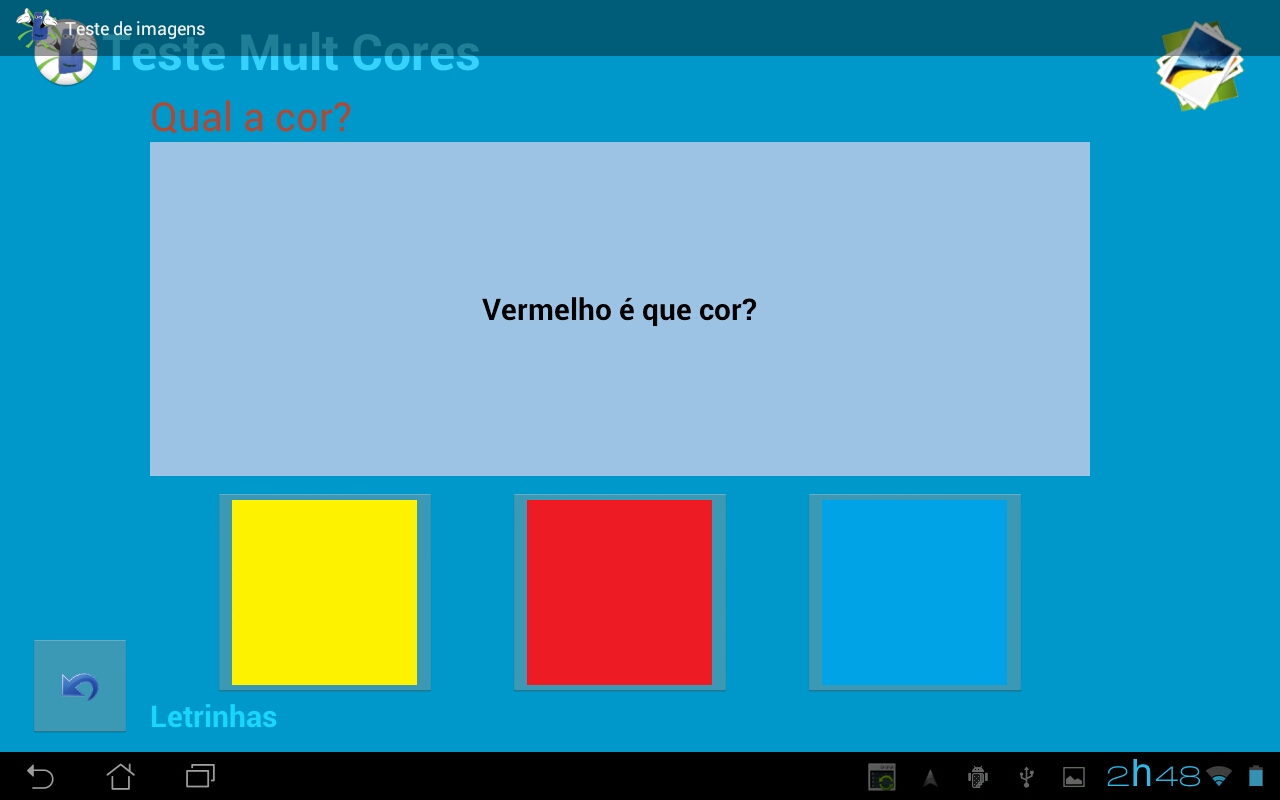 Teste de imagens
Teste Mult Cores
Qual a cor?
Vermelho é que cor?
Letrinhas
2h48